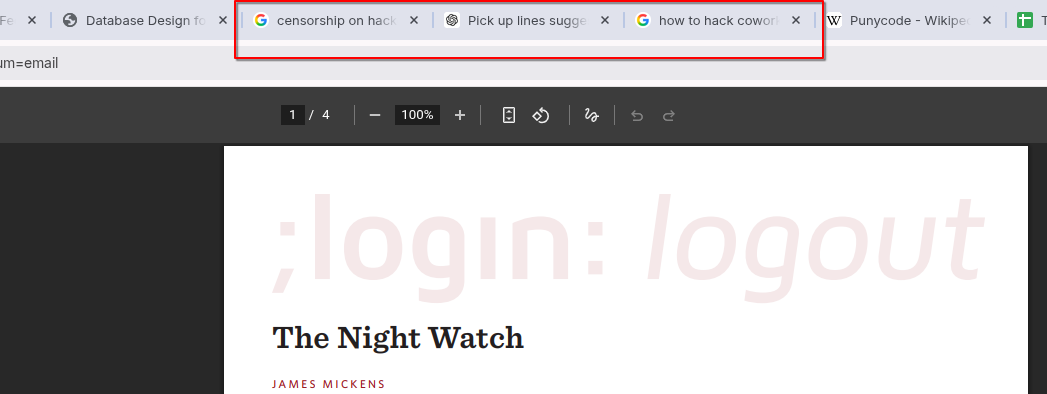 Fe
Database Design fo
censorship on hack
Pick up lines sugge
how to hack cowor
Punycode - Wikiped
T
um=email
1 / 4
100%
;login: logout
The Night Watch
JAMES MICKENS